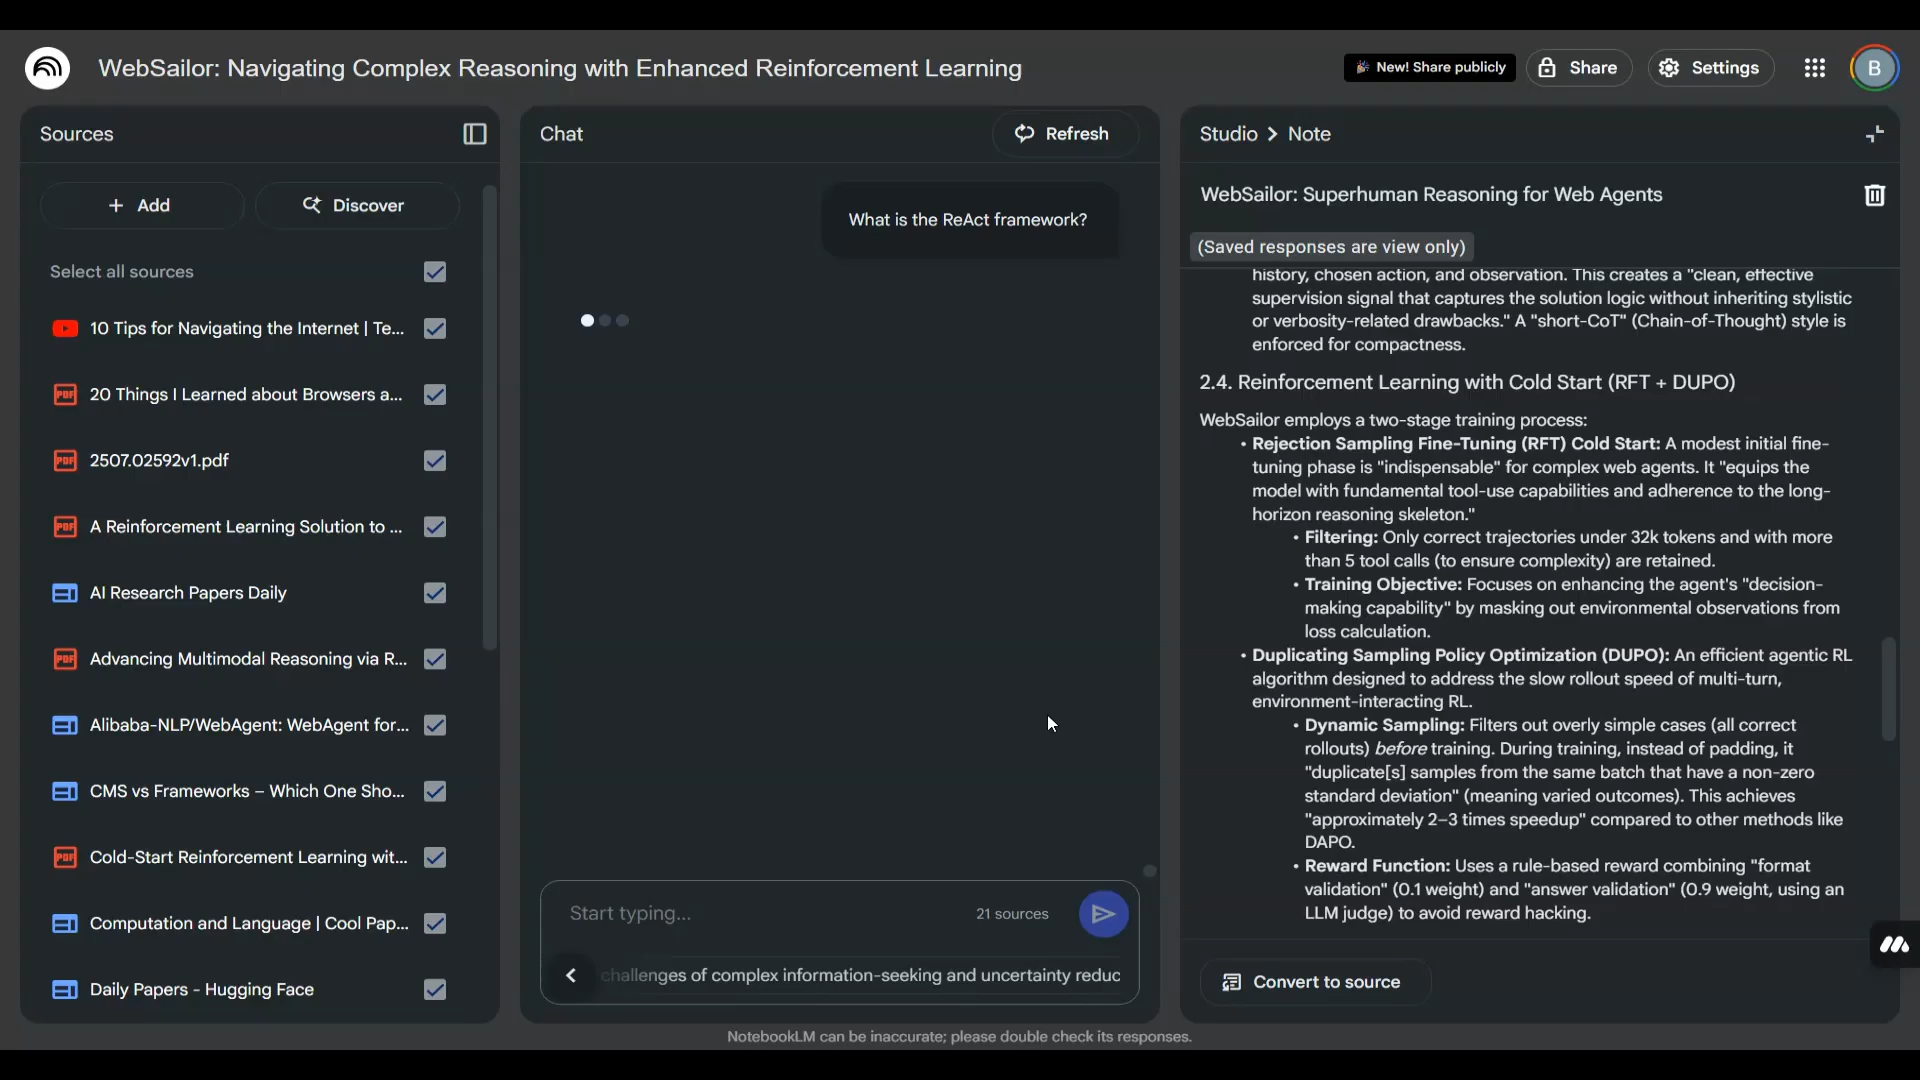 WebSailor: Navigating Complex Reasoning with Enhanced Reinforcement Learning
New! Share publicly
Share
Settings
B
Sources
Add
Discover
Select all sources
10 Tips for Navigating the Internet | Te...
PDF 20 Things I Learned about Browsers a...
PDF 2507.02592v1.pdf
PDF A Reinforcement Learning Solution to ...
AI Research Papers Daily
PDF Advancing Multimodal Reasoning via R...
Alibaba-NLP/WebAgent: WebAgent for...
CMS vs Frameworks – Which One Sho...
PDF Cold-Start Reinforcement Learning wit...
Computation and Language | Cool Pap...
Daily Papers - Hugging Face
Chat
Refresh
What is the ReAct framework?
Start typing...
21 sources
challenges of complex information-seeking and uncertainty reduc
Studio > Note
WebSailor: Superhuman Reasoning for Web Agents
(Saved responses are view only)
history, chosen action, and observation. This creates a "clean, effective
supervision signal that captures the solution logic without inheriting stylistic
or verbosity-related drawbacks." A "short-CoT" (Chain-of-Thought) style is
enforced for compactness.
2.4. Reinforcement Learning with Cold Start (RFT + DUPO)
WebSailor employs a two-stage training process:
• Rejection Sampling Fine-Tuning (RFT) Cold Start: A modest initial fine-
tuning phase is "indispensable" for complex web agents. It "equips the
model with fundamental tool-use capabilities and adherence to the long-
horizon reasoning skeleton."
• Filtering: Only correct trajectories under 32k tokens and with more
than 5 tool calls (to ensure complexity) are retained.
• Training Objective: Focuses on enhancing the agent's "decision-
making capability" by masking out environmental observations from
loss calculation.
• Duplicating Sampling Policy Optimization (DUPO): An efficient agentic RL
algorithm designed to address the slow rollout speed of multi-turn,
environment-interacting RL.
• Dynamic Sampling: Filters out overly simple cases (all correct
rollouts) before training. During training, instead of padding, it
"duplicate[s] samples from the same batch that have a non-zero
standard deviation" (meaning varied outcomes). This achieves
"approximately 2–3 times speedup" compared to other methods like
DAPO.
• Reward Function: Uses a rule-based reward combining "format
validation" (0.1 weight) and "answer validation" (0.9 weight, using an
LLM judge) to avoid reward hacking.
Convert to source
NotebookLM can be inaccurate; please double check its responses.